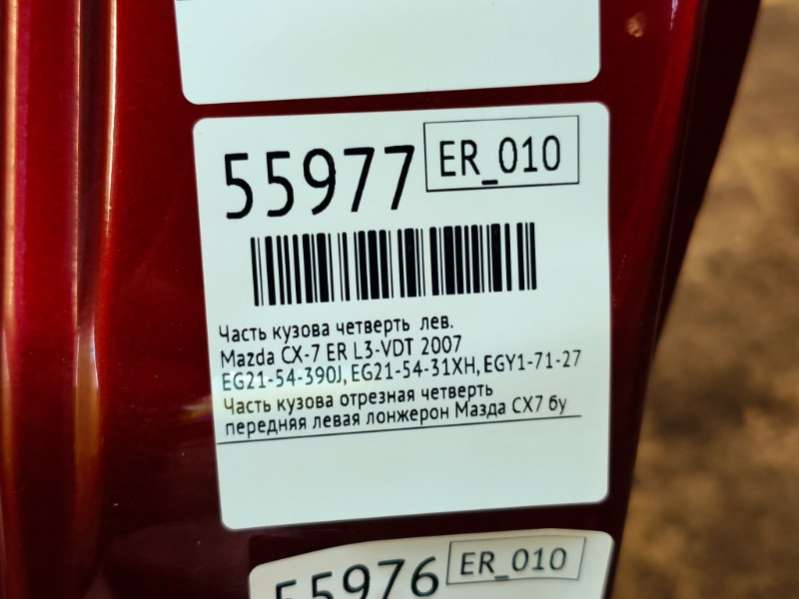 55977
ER_010
Часть кузова четверть лев.
Mazda CX-7 ER L3-VDT 2007
EG21-54-390J, EG21-54-31XH, EGY1-71-27
Часть кузова отрезная четверть
передняя левая лонжерон Мазда CX7 бу
55976
ER_010